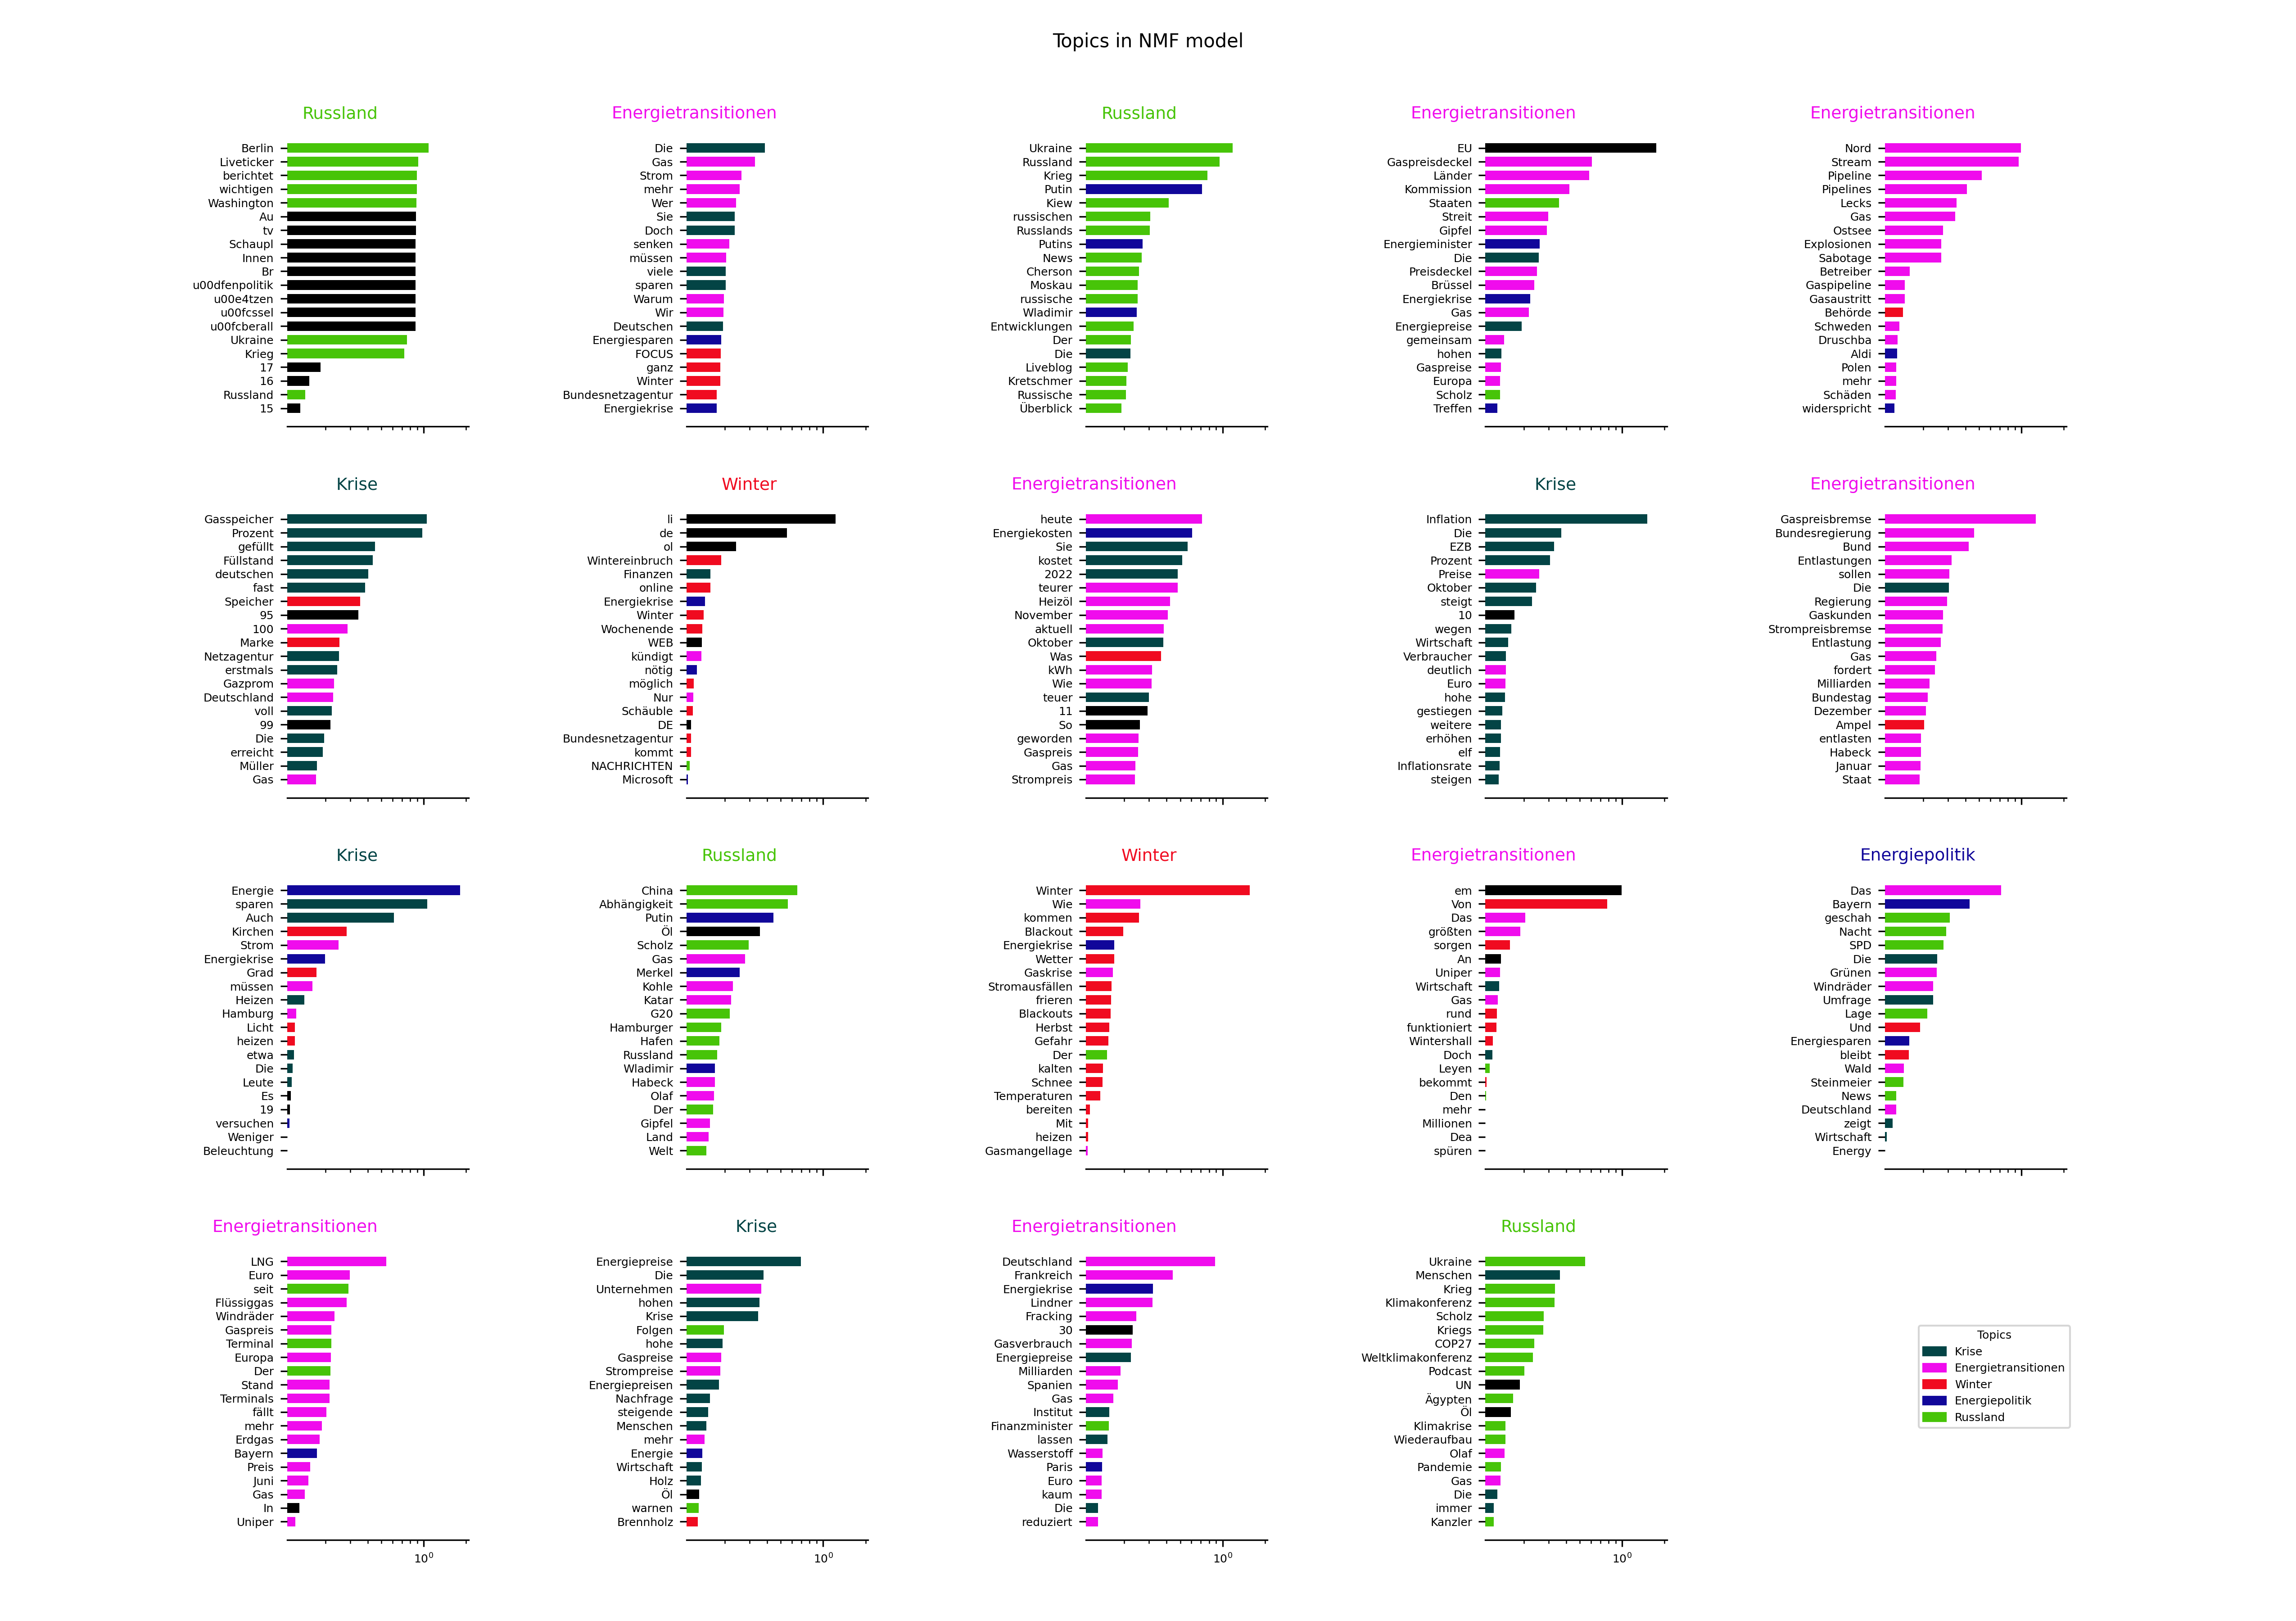 Topics in NMF model
Russland
Berlin
Liveticker
berichtet
wichtigen
Washington
Au
tv
Schaupl
Innen
Br
u00dfenpolitik
u00e4tzen
u00fcssel
u00fcberall
Ukraine
Krieg
17
16
Russland
15
Energietransitionen
Die
Gas
Strom
mehr
Wer
Sie
Doch
senken
müssen
viele
sparen
Warum
Wir
Deutschen
Energiesparen
FOCUS
ganz
Winter
Bundesnetzagentur
Energiekrise
Russland
Ukraine
Russland
Krieg
Putin
Kiew
russischen
Russlands
Putins
News
Cherson
Moskau
russische
Wladimir
Entwicklungen
Der
Die
Liveblog
Kretschmer
Russische
Überblick
Energietransitionen
EU
Gaspreisdeckel
Länder
Kommission
Staaten
Streit
Gipfel
Energieminister
Die
Preisdeckel
Brüssel
Energiekrise
Gas
Energiepreise
gemeinsam
hohen
Gaspreise
Europa
Scholz
Treffen
Energietransitionen
Nord
Stream
Pipeline
Pipelines
Lecks
Gas
Ostsee
Explosionen
Sabotage
Betreiber
Gaspipeline
Gasaustritt
Behörde
Schweden
Druschba
Aldi
Polen
mehr
Schäden
widerspricht
Krise
Gasspeicher
Prozent
gefüllt
Füllstand
deutschen
fast
Speicher
95
100
Marke
Netzagentur
erstmals
Gazprom
Deutschland
voll
99
Die
erreicht
Müller
Gas
Winter
li
de
ol
Wintereinbruch
Finanzen
online
Energiekrise
Winter
Wochenende
WEB
kündigt
nötig
möglich
Nur
Schäuble
DE
Bundesnetzagentur
kommt
NACHRICHTEN
Microsoft
Energietransitionen
heute
Energiekosten
Sie
kostet
2022
teurer
Heizöl
November
aktuell
Oktober
Was
kWh
Wie
teuer
11
So
geworden
Gaspreis
Gas
Strompreis
Krise
Inflation
Die
EZB
Prozent
Preise
Oktober
steigt
10
wegen
Wirtschaft
Verbraucher
deutlich
Euro
hohe
gestiegen
weitere
erhöhen
elf
Inflationsrate
steigen
Energietransitionen
Gaspreisbremse
Bundesregierung
Bund
Entlastungen
sollen
Die
Regierung
Gaskunden
Strompreisbremse
Entlastung
Gas
fordert
Milliarden
Bundestag
Dezember
Ampel
entlasten
Habeck
Januar
Staat
Krise
Energie
sparen
Auch
Kirchen
Strom
Energiekrise
Grad
müssen
Heizen
Hamburg
Licht
heizen
etwa
Die
Leute
Es
19
versuchen
Weniger
Beleuchtung
Russland
China
Abhängigkeit
Putin
Öl
Scholz
Gas
Merkel
Kohle
Katar
G20
Hamburger
Hafen
Russland
Wladimir
Habeck
Olaf
Der
Gipfel
Land
Welt
Winter
Winter
Wie
kommen
Blackout
Energiekrise
Wetter
Gaskrise
Stromausfällen
frieren
Blackouts
Herbst
Gefahr
Der
kalten
Schnee
Temperaturen
bereiten
Mit
heizen
Gasmangellage
Energietransitionen
em
Von
Das
größten
sorgen
An
Uniper
Wirtschaft
Gas
rund
funktioniert
Wintershall
Doch
Leyen
bekommt
Den
mehr
Millionen
Dea
spüren
Energiepolitik
Das
Bayern
geschah
Nacht
SPD
Die
Grünen
Windräder
Umfrage
Lage
Und
Energiesparen
bleibt
Wald
Steinmeier
News
Deutschland
zeigt
Wirtschaft
Energy
Energietransitionen
LNG
Euro
seit
Flüssiggas
Windräder
Gaspreis
Terminal
Europa
Der
Stand
Terminals
fällt
mehr
Erdgas
Bayern
Preis
Juni
Gas
In
Uniper
10⁰
Krise
Energiepreise
Die
Unternehmen
hohen
Krise
Folgen
hohe
Gaspreise
Strompreise
Energiepreisen
Nachfrage
steigende
Menschen
mehr
Energie
Wirtschaft
Holz
Öl
warnen
Brennholz
10⁰
Energietransitionen
Deutschland
Frankreich
Energiekrise
Lindner
Fracking
30
Gasverbrauch
Energiepreise
Milliarden
Spanien
Gas
Institut
Finanzminister
lassen
Wasserstoff
Paris
Euro
kaum
Die
reduziert
10⁰
Russland
Ukraine
Menschen
Krieg
Klimakonferenz
Scholz
Kriegs
COP27
Weltklimakonferenz
Podcast
UN
Ägypten
Öl
Klimakrise
Wiederaufbau
Olaf
Pandemie
Gas
Die
immer
Kanzler
10⁰
Topics
Krise
Energietransitionen
Winter
Energiepolitik
Russland